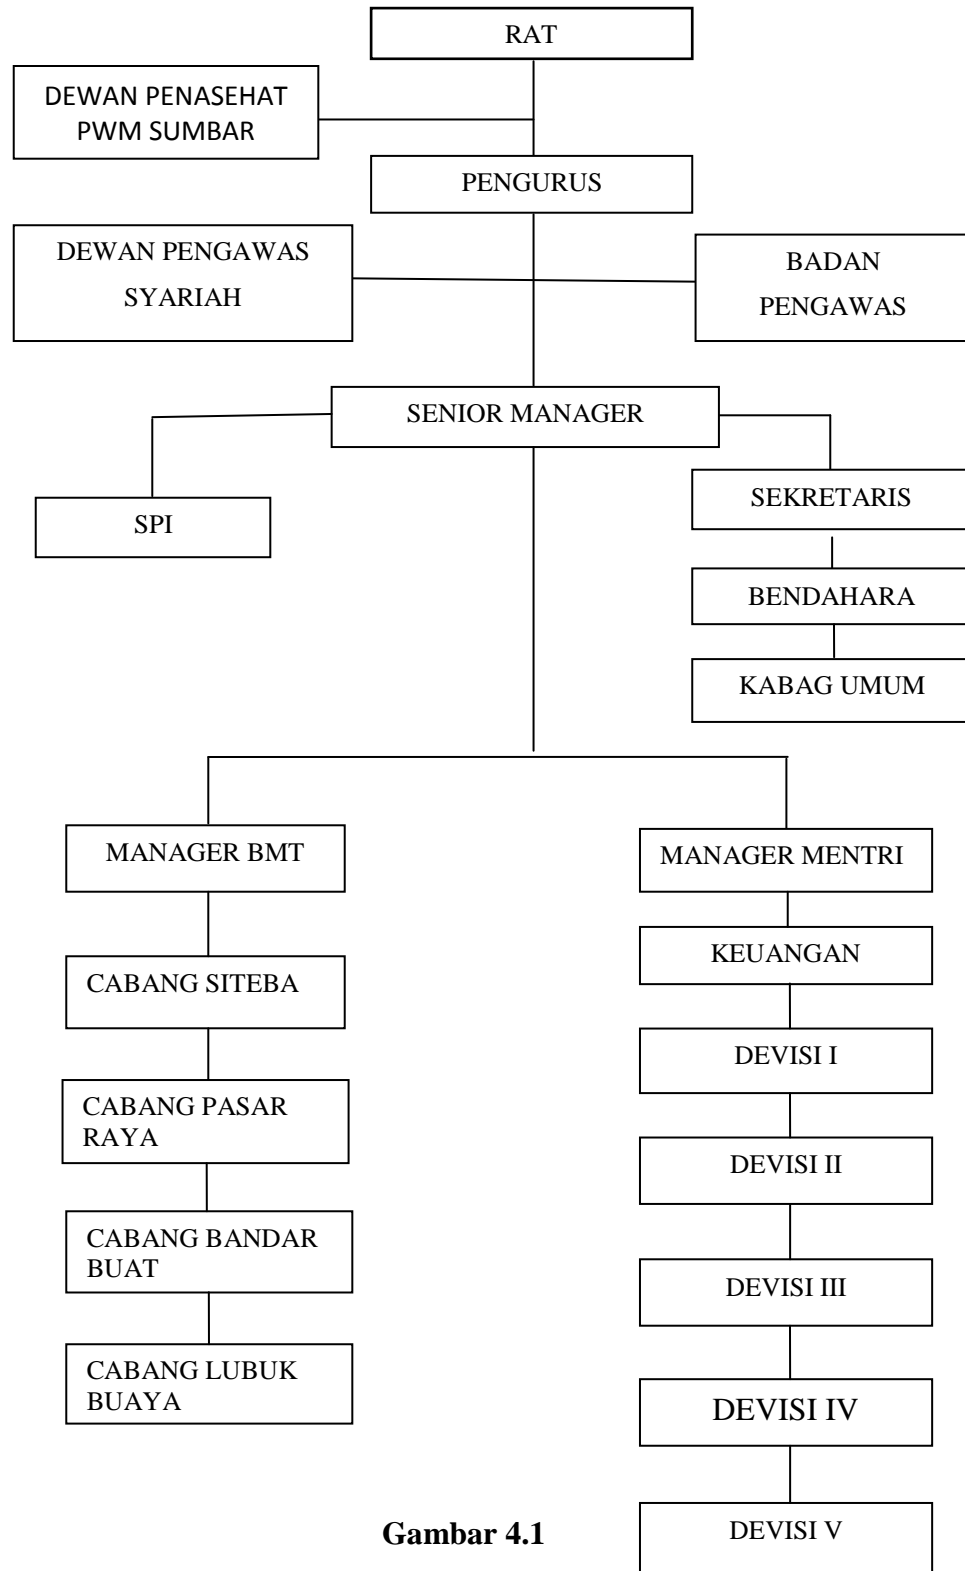 RAT
DEWAN PENASEHAT
PWM SUMBAR
PENGURUS
DEWAN PENGAWAS
SYARIAH
BADAN
PENGAWAS
SENIOR MANAGER
SPI
SEKRETARIS
BENDAHARA
KABAG UMUM
MANAGER BMT
CABANG SITEBA
CABANG PASAR
RAYA
CABANG BANDAR
BUAT
CABANG LUBUK
BUAYA
MANAGER MENTRI
KEUANGAN
DEVISI I
DEVISI II
DEVISI III
DEVISI IV
DEVISI V
Gambar 4.1